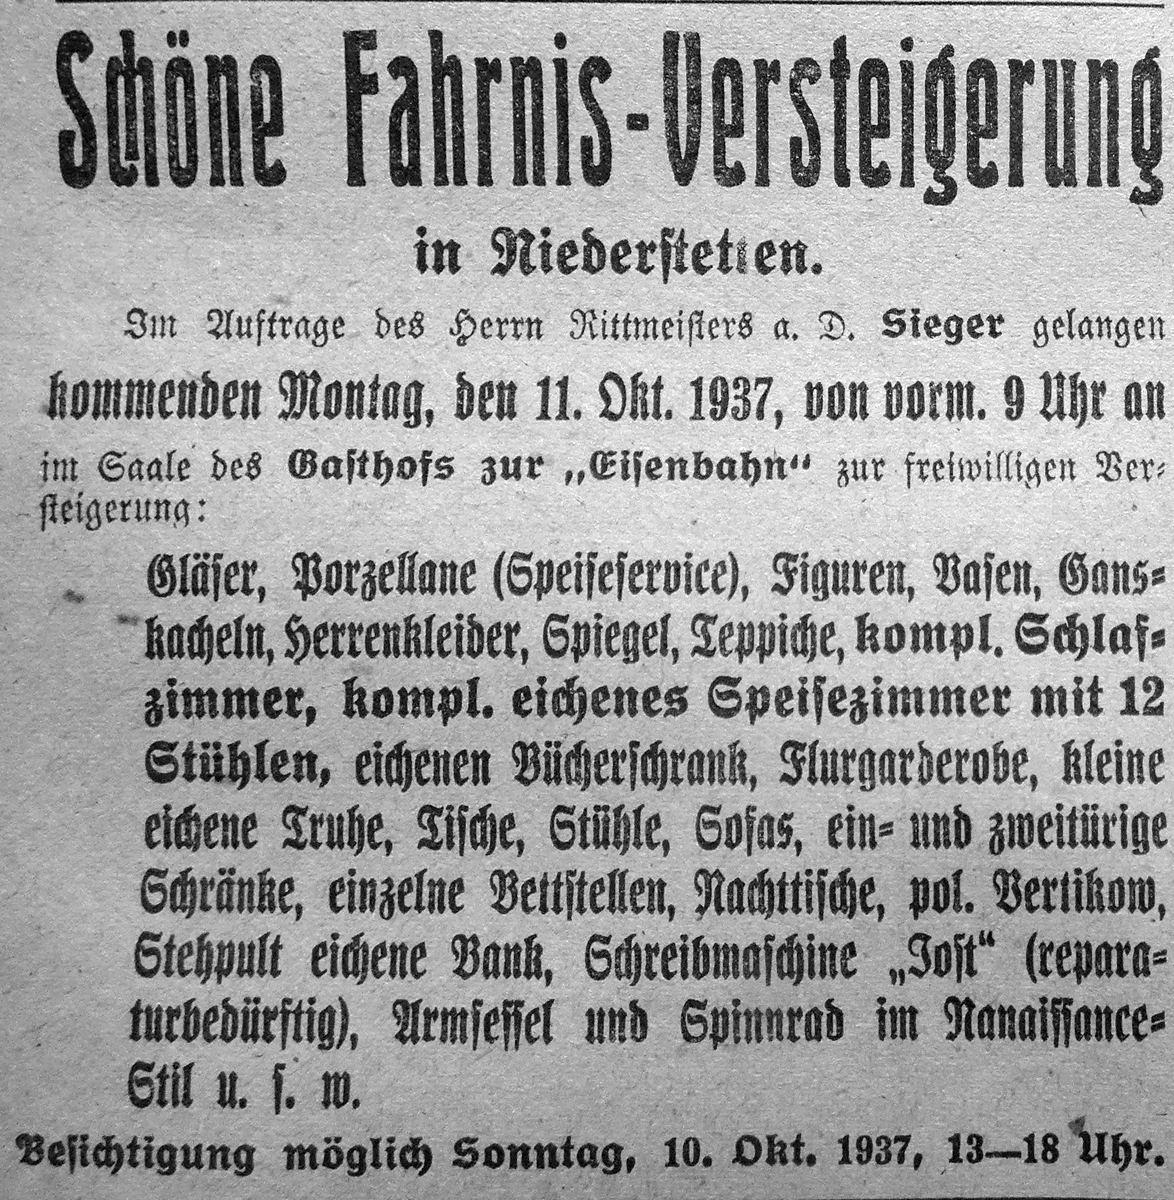 Schöne Fahrnis-Versteigerung
in Niederstetten.
Im Auftrage des Herrn Rittmeisters a. D. Sieger gelangen
kommenden Montag, den 11. Okt. 1937, von vorm. 9 Uhr an
im Saale des Gasthofs zur „Eisenbahn“ zur freiwilligen Ver-
steigerung:
Gläser, Porzellane (Speiseservice), Figuren, Vasen, Gans-
kacheln, Herrenkleider, Spiegel, Teppiche, kompl. Schlaf-
zimmer, kompl. eichenes Speisezimmer mit 12
Stühlen, eichenen Bücherschrank, Flurgarderobe, kleine
eichene Truhe, Tische, Stühle, Sofas, ein- und zweitürige
Schränke, einzelne Bettstellen, Nachttische, pol. Vertikow,
Stehpult eichene Bank, Schreibmaschine „Jost“ (repara-
turbedürftig), Armsessel und Spinnrad im Nanaissance-
Stil u. s. w.
Besichtigung möglich Sonntag, 10. Okt. 1937, 13—18 Uhr.